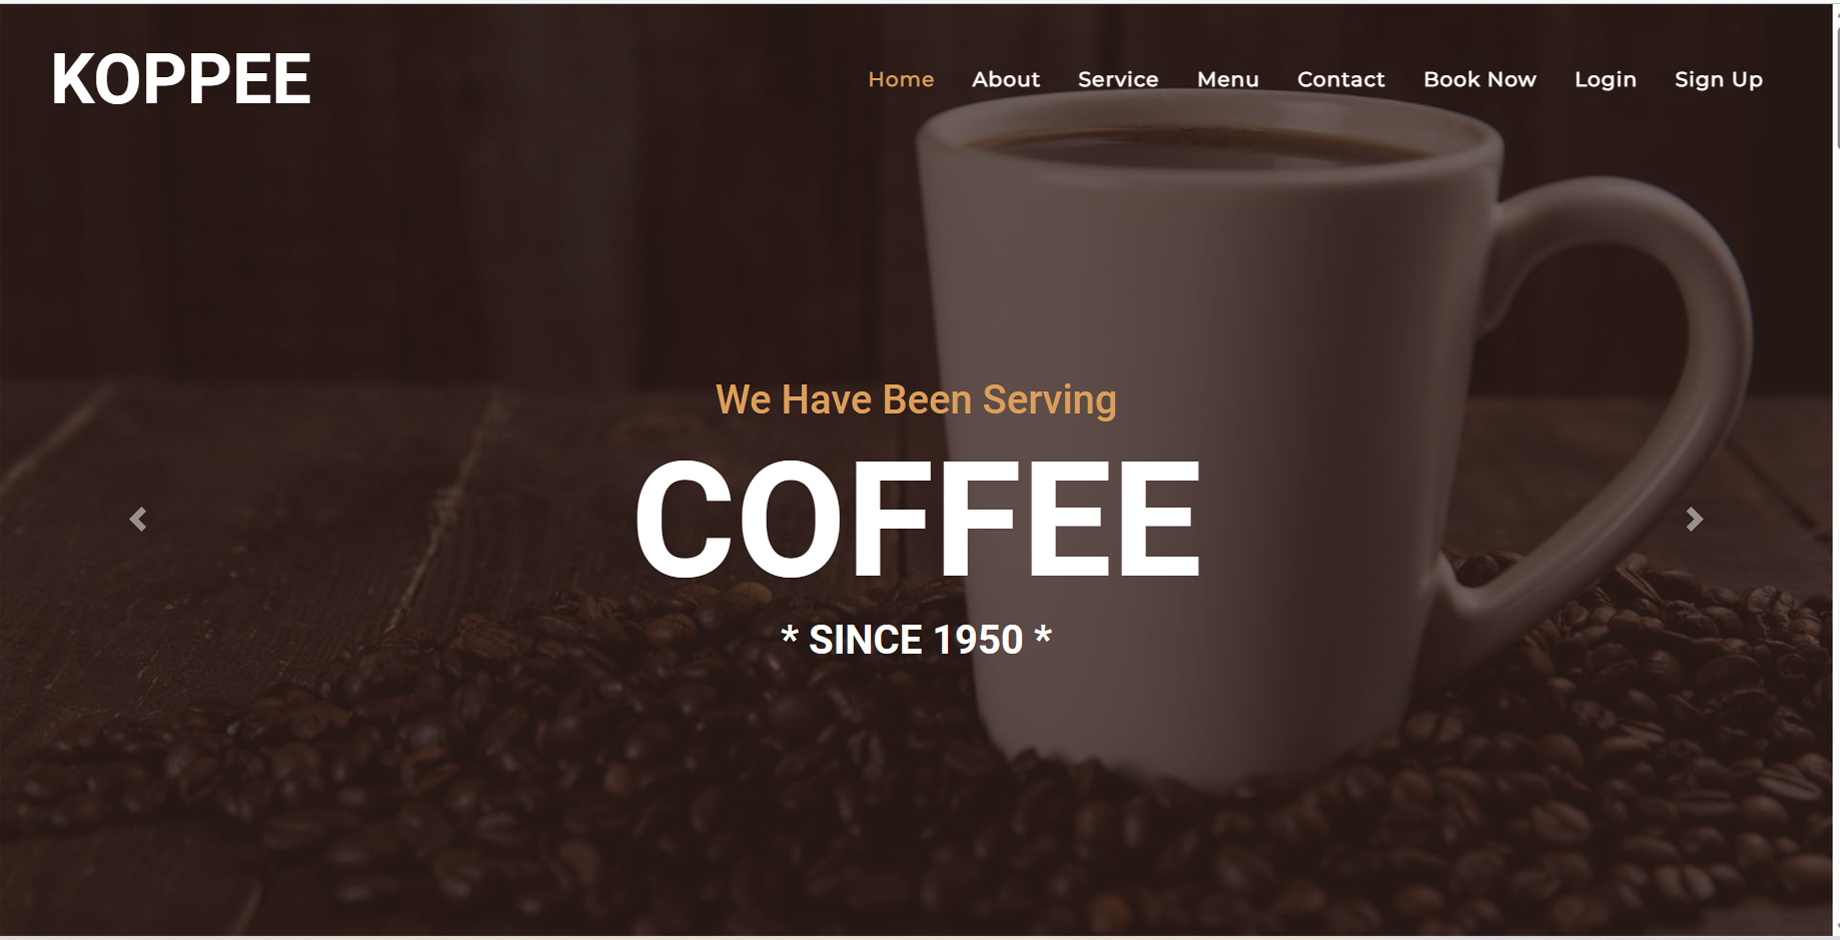 KOPPEE
Home About Service Menu Contact Book Now Login Sign Up
We Have Been Serving
COFFEE
* SINCE 1950 *